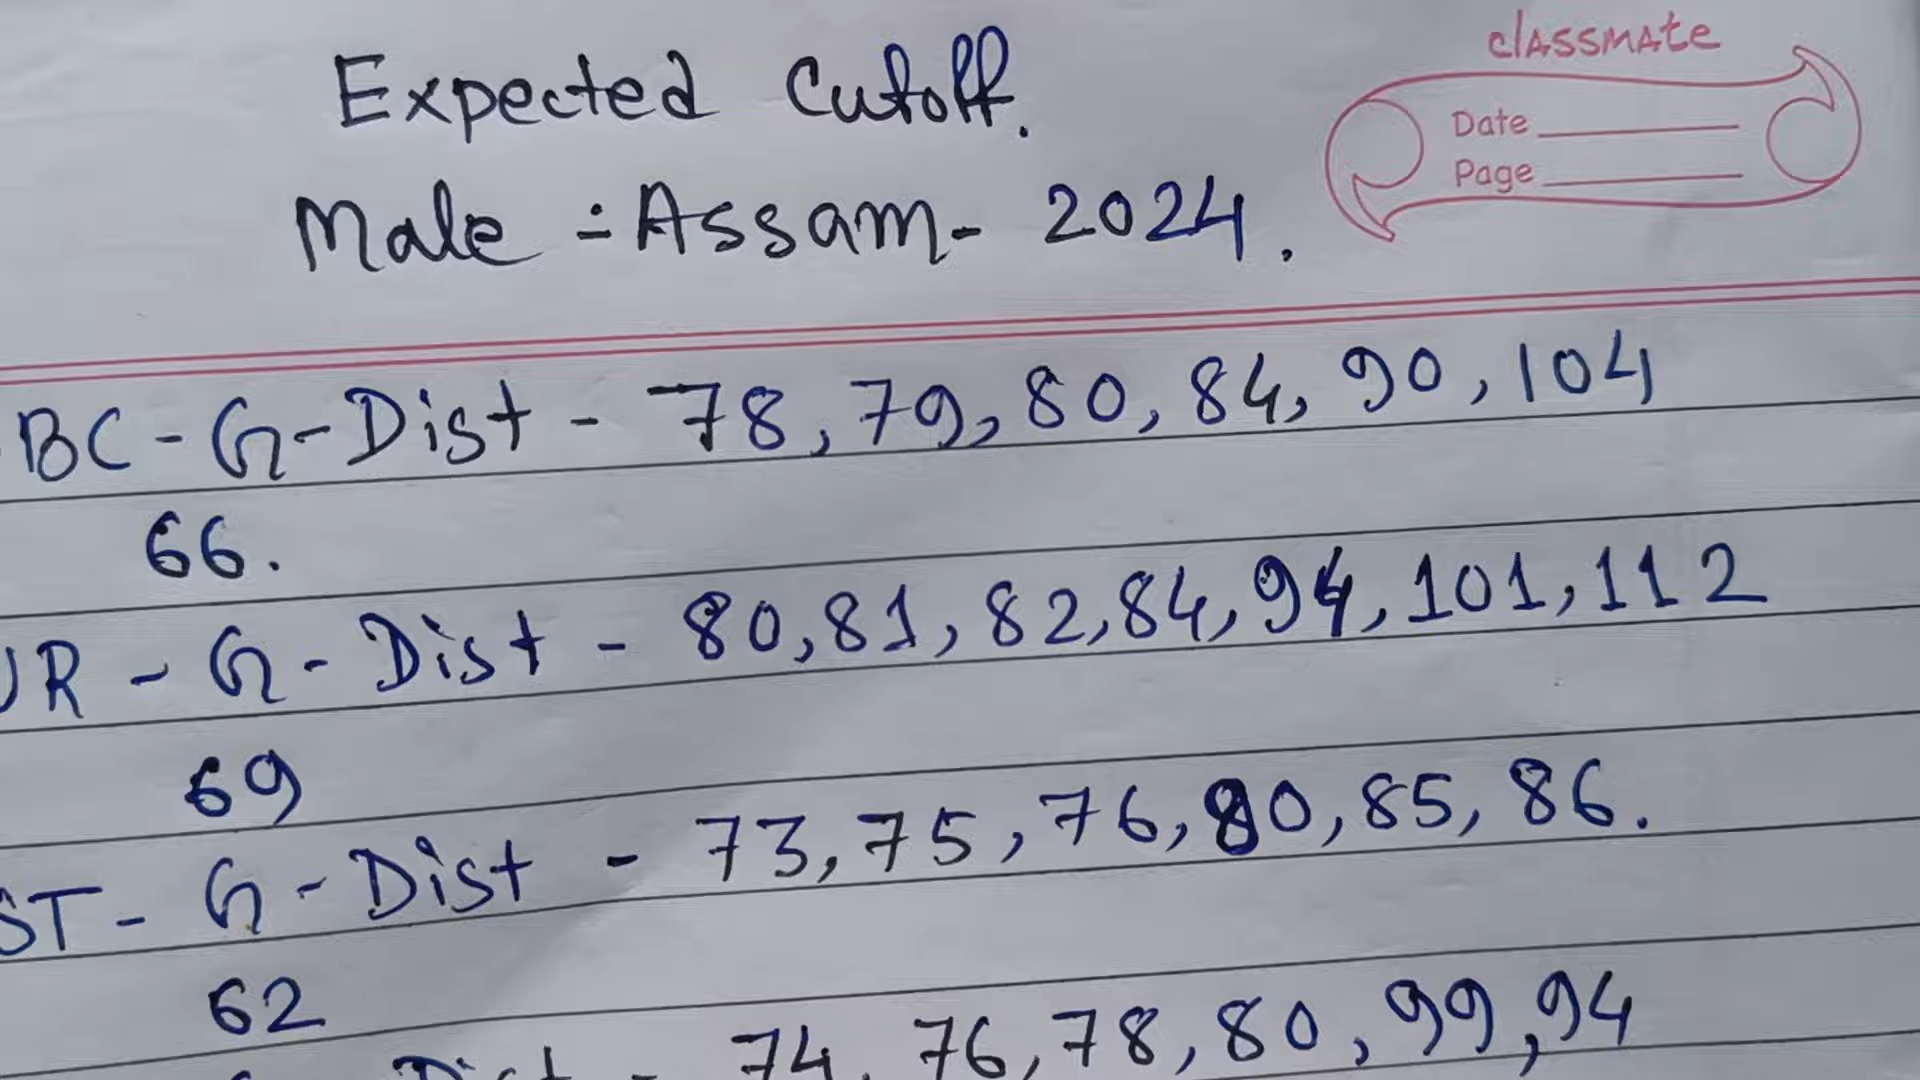 Expected Cutoff.
classmate
Date
Page
Male ÷ Assam - 2024.
BC - G - Dist - 78, 79, 80, 84, 90, 104
66.
UR - G - Dist - 80, 81, 82, 84, 94, 101, 112
69
ST - G - Dist - 73, 75, 76, 80, 85, 86.
62
Dist - 74, 76, 78, 80, 99, 94